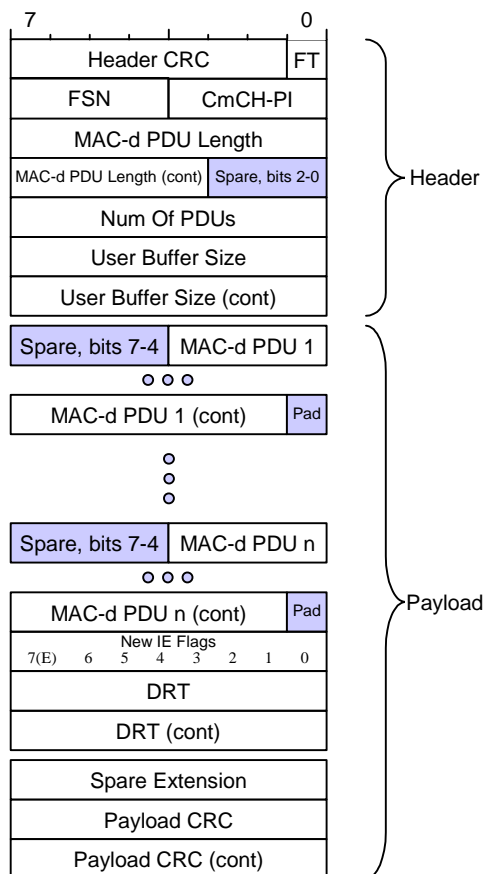 7 0
Header CRC FT
FSN CmCH-PI
MAC-d PDU Length
MAC-d PDU Length (cont) Spare, bits 2-0
Header
Num Of PDUs
User Buffer Size
User Buffer Size (cont)
Spare, bits 7-4 MAC-d PDU 1
MAC-d PDU 1 (cont) Pad
Spare, bits 7-4 MAC-d PDU n
MAC-d PDU n (cont) Pad
Payload
New IE Flags
7(E) 6 5 4 3 2 1 0
DRT
DRT (cont)
Spare Extension
Payload CRC
Payload CRC (cont)